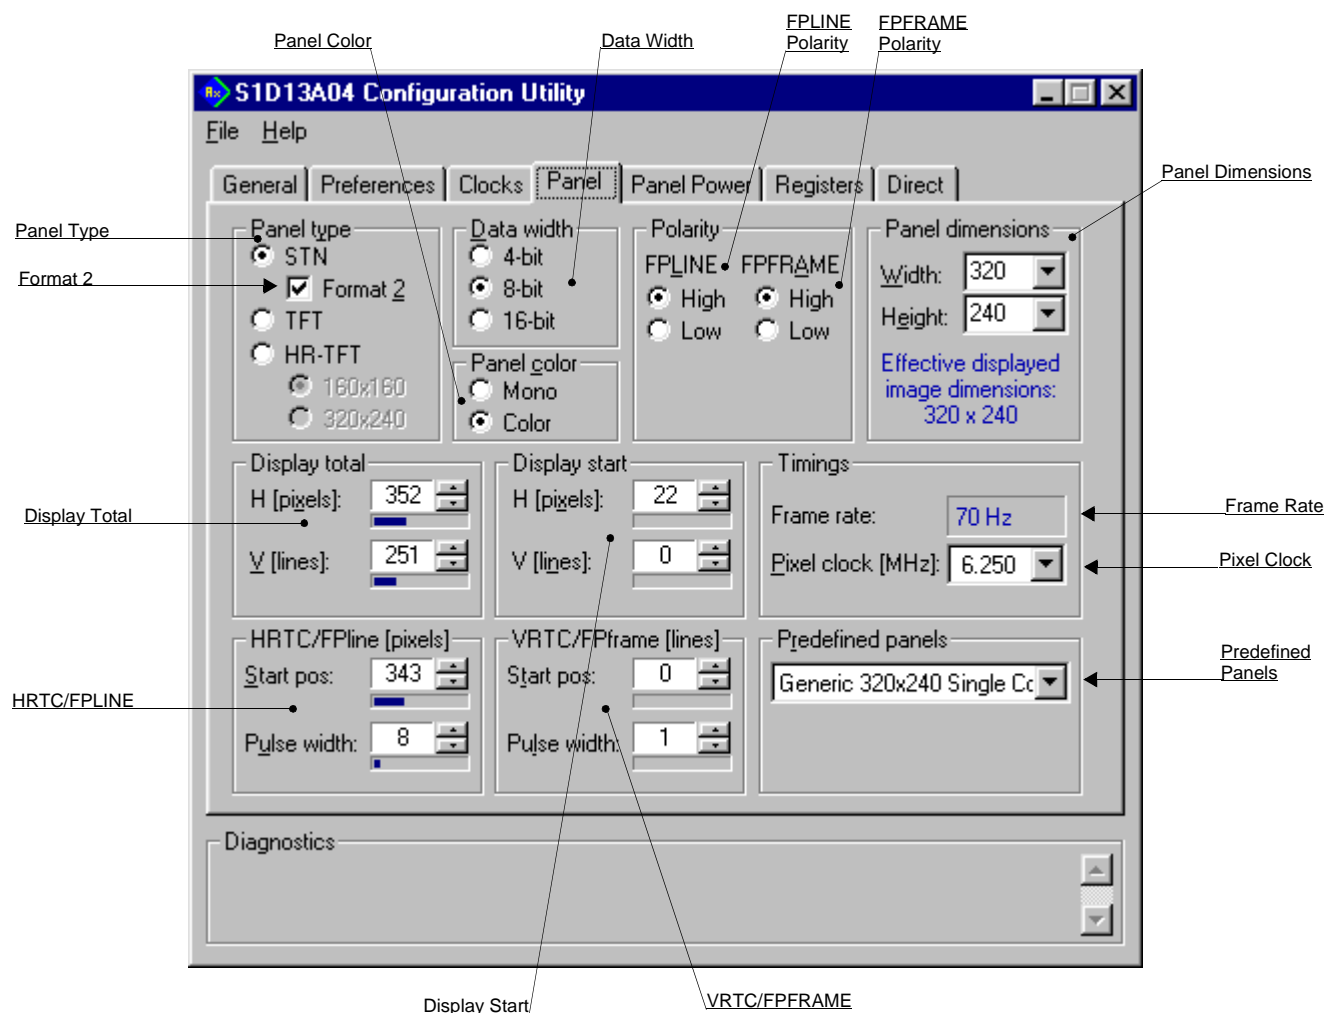 FPLINE
Polarity
FPFRAME
Polarity
Panel Color
Data Width
S1D13A04 Configuration Utility
File Help
General Preferences Clocks Panel Panel Power Registers Direct
Panel Dimensions
Panel Type
Format 2
Panel type
STN
Format 2
TFT
HR-TFT
160x160
320x240
Data width
4-bit
8-bit
16-bit
Panel color
Mono
Color
Polarity
FPLINE FPFRAME
High High
Low Low
Panel dimensions
Width: 320
Height: 240
Effective displayed
image dimensions:
320 x 240
Display Total
Display total
H [pixels]: 352
V [lines]: 251
Display start
H [pixels]: 22
V [lines]: 0
Timings
Frame rate: 70 Hz
Pixel clock [MHz]: 6.250
Frame Rate
Pixel Clock
HRTC/FPLINE
HRTC/FPline [pixels]
Start pos: 343
Pulse width: 8
VRTC/FPframe [lines]
Start pos: 0
Pulse width: 1
Predefined panels
Generic 320x240 Single Cc
Predefined
Panels
Diagnostics
Display Start
VRTC/FPFRAME